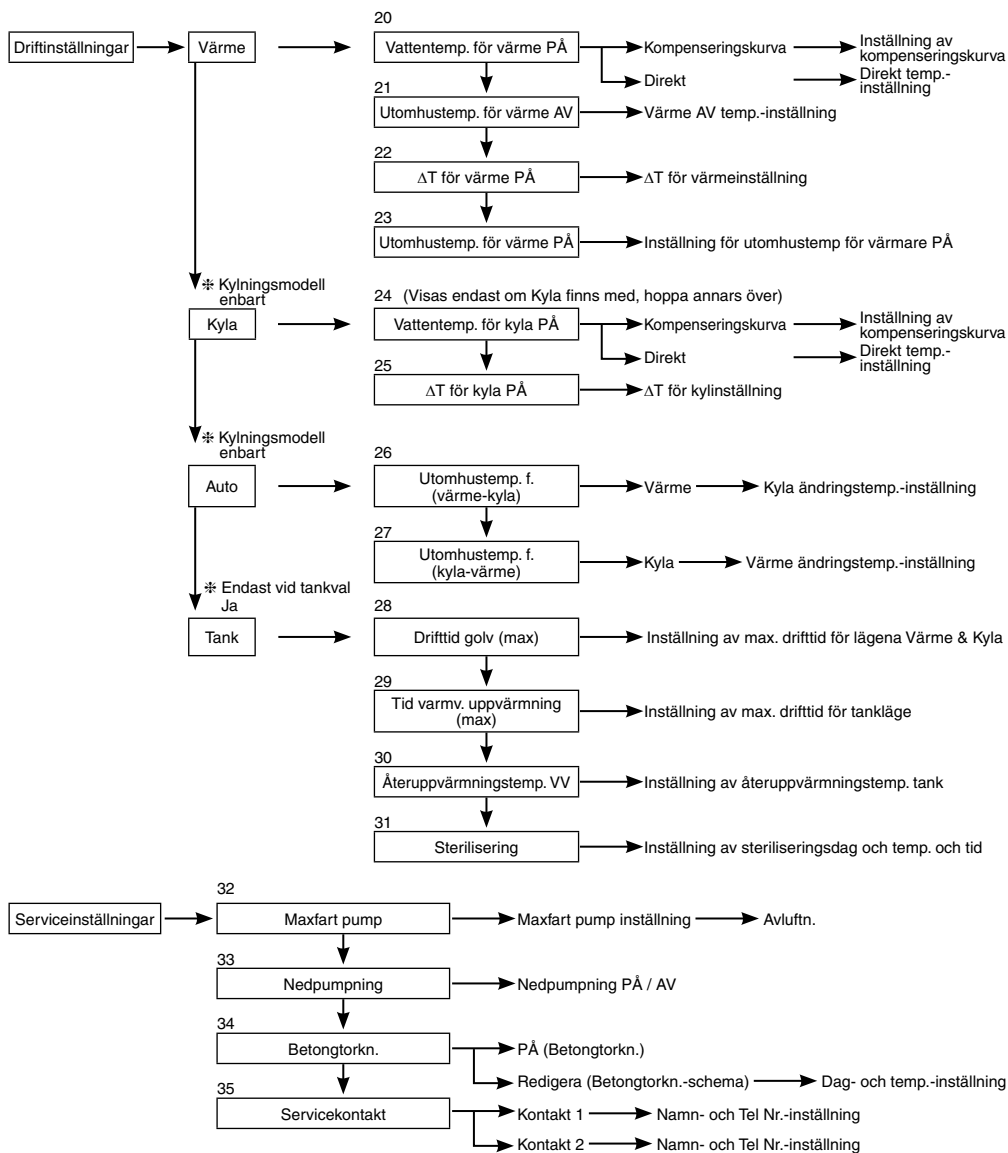 20
Driftinställningar
Värme
Vattentemp. för värme PÅ
Kompenseringskurva
Inställning av
kompenseringskurva
Direkt
Direkt temp.-
inställning
21
Utomhustemp. för värme AV
Värme AV temp.-inställning
22
ΔT för värme PÅ
ΔT för värmeinställning
23
Utomhustemp. för värme PÅ
Inställning för utomhustemp för värmare PÅ
❉ Kylningsmodell
enbart
24 (Visas endast om Kyla finns med, hoppa annars över)
Kyla
Vattentemp. för kyla PÅ
Kompenseringskurva
Inställning av
kompenseringskurva
Direkt
Direkt temp.-
inställning
25
ΔT för kyla PÅ
ΔT för kylinställning
❉ Kylningsmodell
enbart
26
Auto
Utomhustemp. f.
(värme-kyla)
Värme
Kyla ändringstemp.-inställning
27
Utomhustemp. f.
(kyla-värme)
Kyla
Värme ändringstemp.-inställning
❉ Endast vid tankval
Ja
28
Tank
Drifttid golv (max)
Inställning av max. drifttid för lägena Värme & Kyla
29
Tid varmv. uppvärmning
(max)
Inställning av max. drifttid för tankläge
30
Återuppvärmningstemp. VV
Inställning av återuppvärmningstemp. tank
31
Sterilisering
Inställning av steriliseringsdag och temp. och tid
32
Serviceinställningar
Maxfart pump
Maxfart pump inställning
Avluftn.
33
Nedpumpning
Nedpumpning PÅ / AV
34
Betongtorkn.
PÅ (Betongtorkn.)
Redigera (Betongtorkn.-schema)
Dag- och temp.-inställning
35
Servicekontakt
Kontakt 1
Namn- och Tel Nr.-inställning
Kontakt 2
Namn- och Tel Nr.-inställning